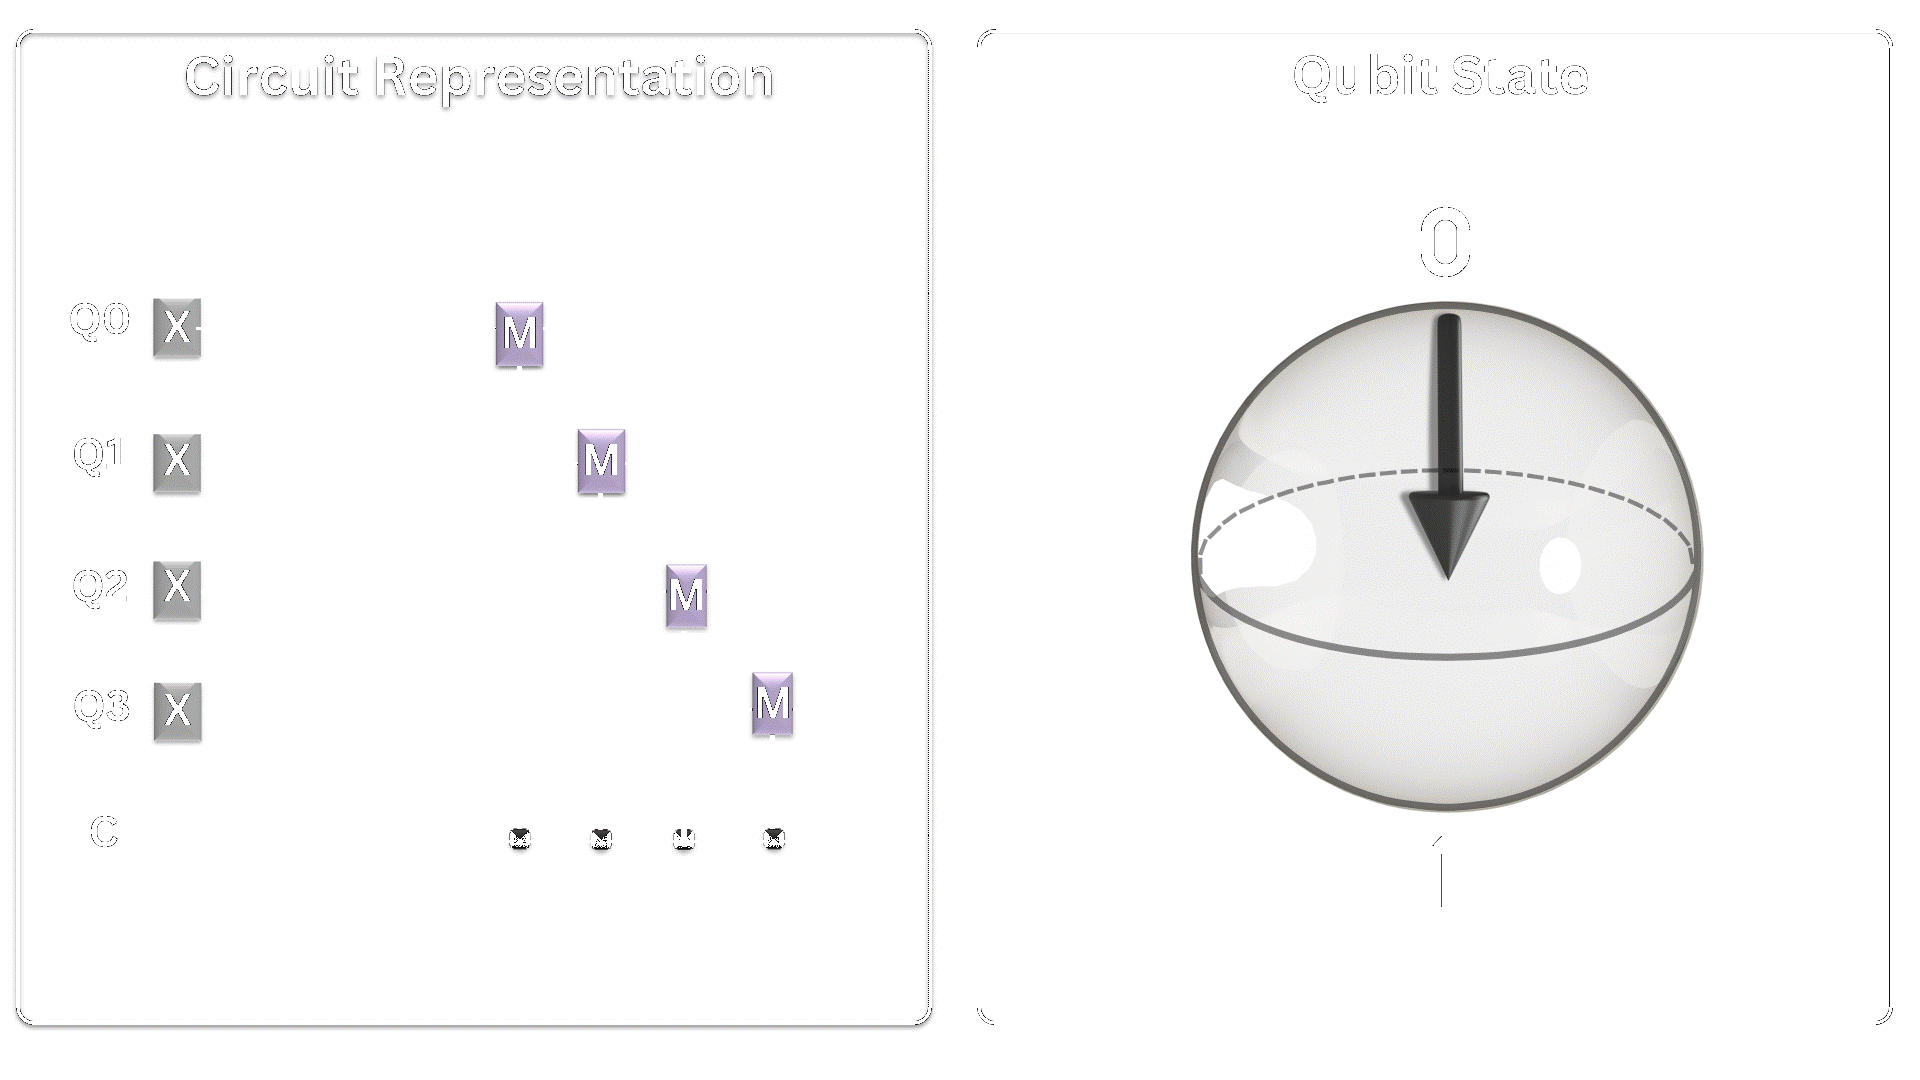 Circuit Representation
Q0 X M
Q1 X M
Q2 X M
Q3 X M
C
Qubit State
0
1